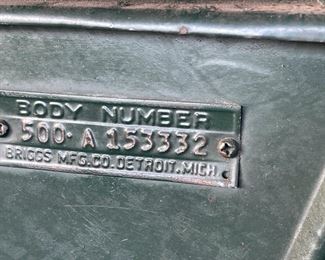 BODY NUMBER
500-A 153332
BRIGGS MFG.CO.DETROIT.MICH